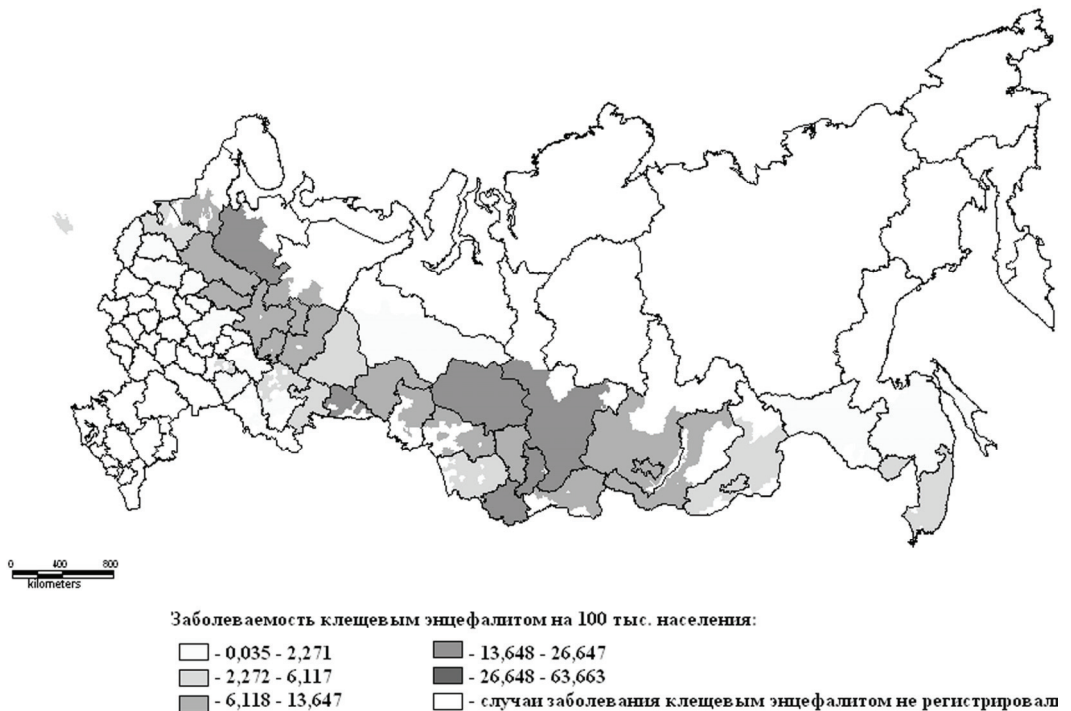 0 400 800
kilometers
Заболеваемость клещевым энцефалитом на 100 тыс. населения:
- 0,035 - 2,271
- 2,272 - 6,117
- 6,118 - 13,647
- 13,648 - 26,647
- 26,648 - 63,663
- случаи заболевания клещевым энцефалитом не регистрировал